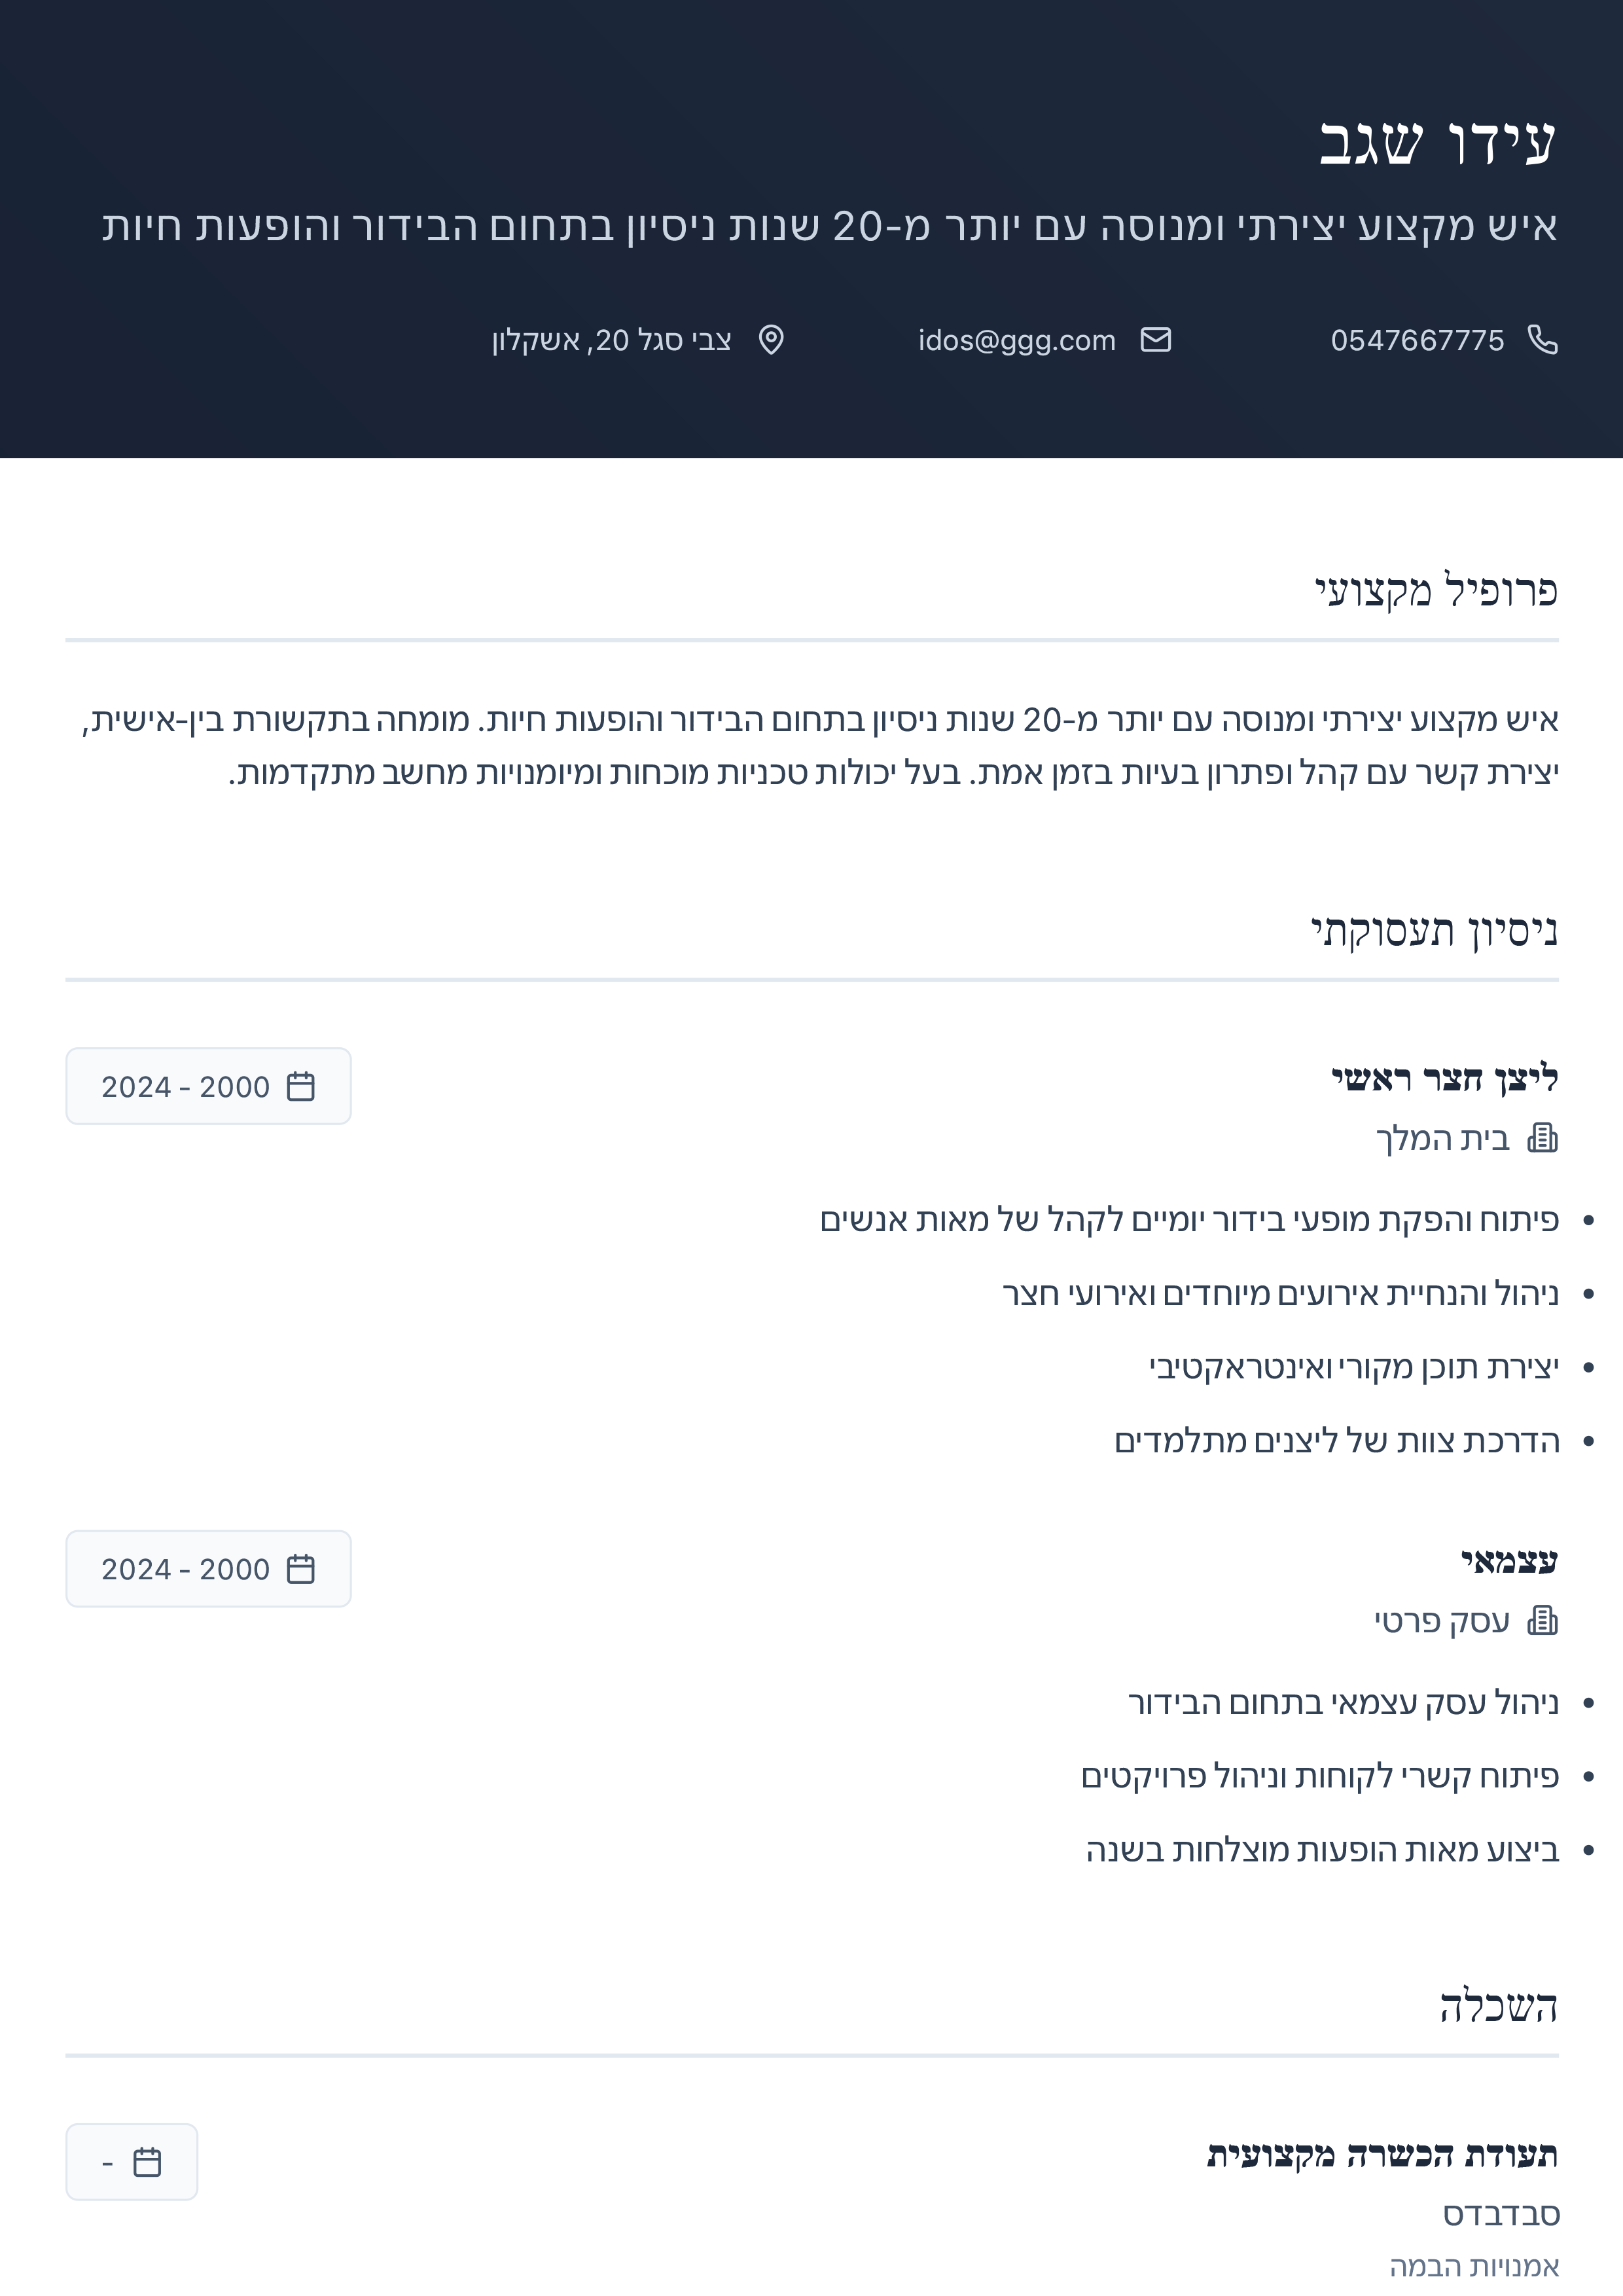 עידו שגב
איש מקצוע יצירתי ומנוסה עם יותר מ-20 שנות ניסיון בתחום הבידור והופעות חיות
0547667775
idos@ggg.com
צבי סגל 20, אשקלון
פרופיל מקצועי
איש מקצוע יצירתי ומנוסה עם יותר מ-20 שנות ניסיון בתחום הבידור והופעות חיות. מומחה בתקשורת בין-אישית,
יצירת קשר עם קהל ופתרון בעיות בזמן אמת. בעל יכולות טכניות מוכחות ומיומנויות מחשב מתקדמות.
ניסיון תעסוקתי
ליצן חצר ראשי
2000 - 2024
בית המלך
• פיתוח והפקת מופעי בידור יומיים לקהל של מאות אנשים
• ניהול והנחיית אירועים מיוחדים ואירועי חצר
• יצירת תוכן מקורי ואינטראקטיבי
• הדרכת צוות של ליצנים מתלמדים
עצמאי
2000 - 2024
עסק פרטי
• ניהול עסק עצמאי בתחום הבידור
• פיתוח קשרי לקוחות וניהול פרויקטים
• ביצוע מאות הופעות מוצלחות בשנה
השכלה
תעודת הכשרה מקצועית
-
סבדבדס
אמנויות הבמה